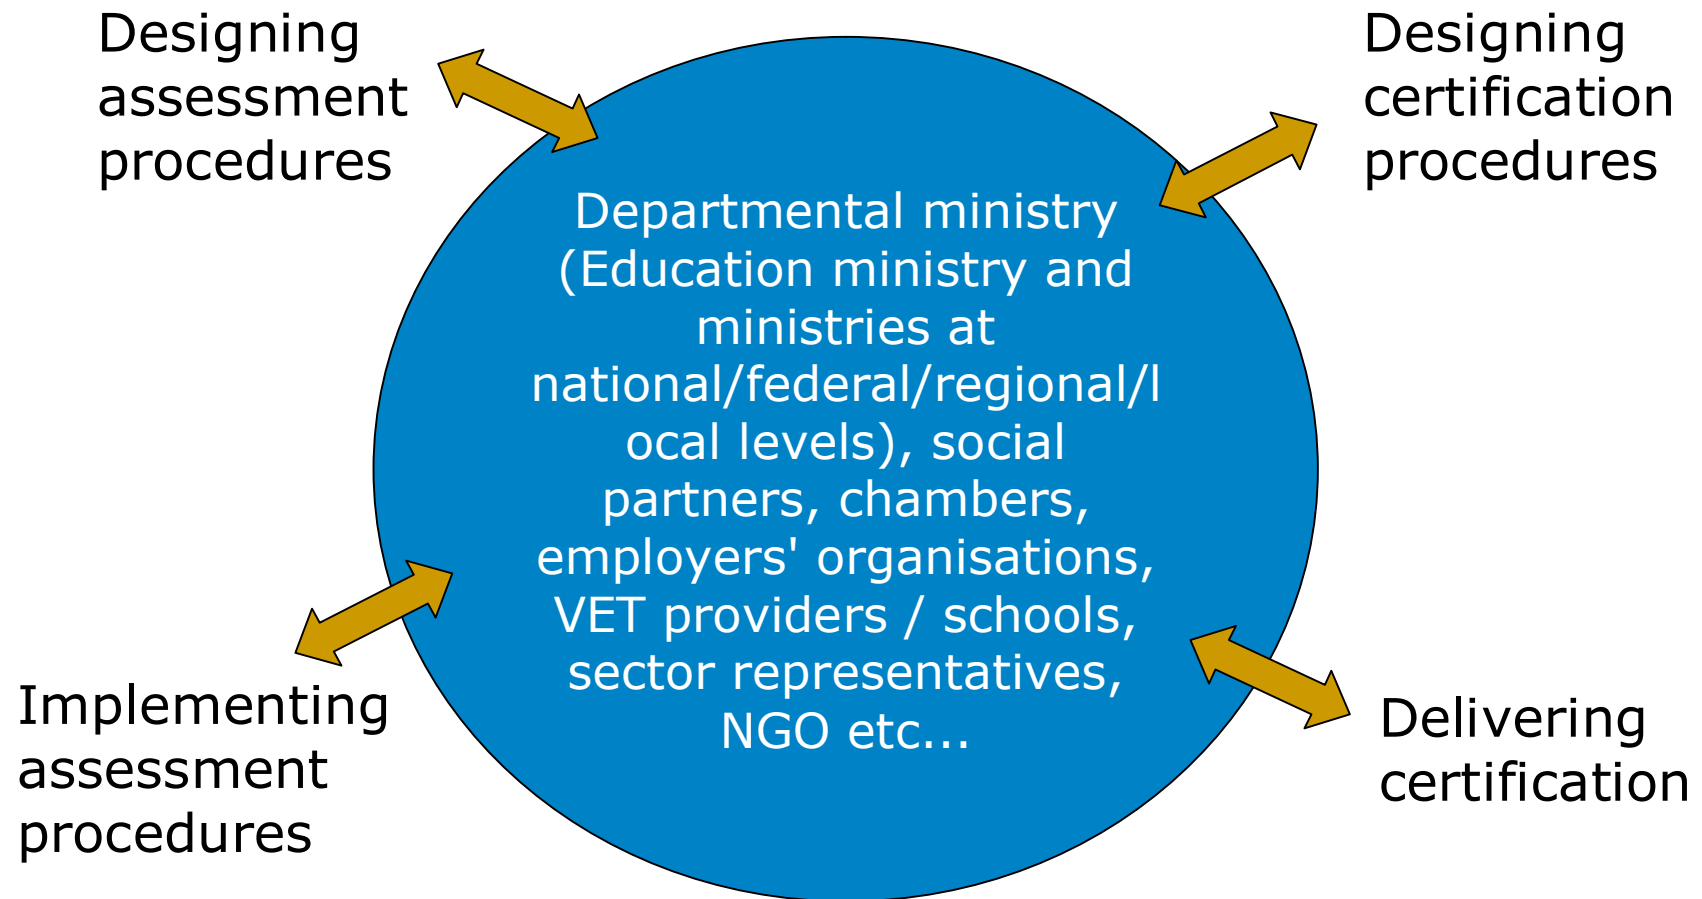 Designing
assessment
procedures
Designing
certification
procedures
Departmental ministry
(Education ministry and
ministries at
national/federal/regional/l
ocal levels), social
partners, chambers,
employers' organisations,
VET providers / schools,
sector representatives,
NGO etc...
Implementing
assessment
procedures
Delivering
certification